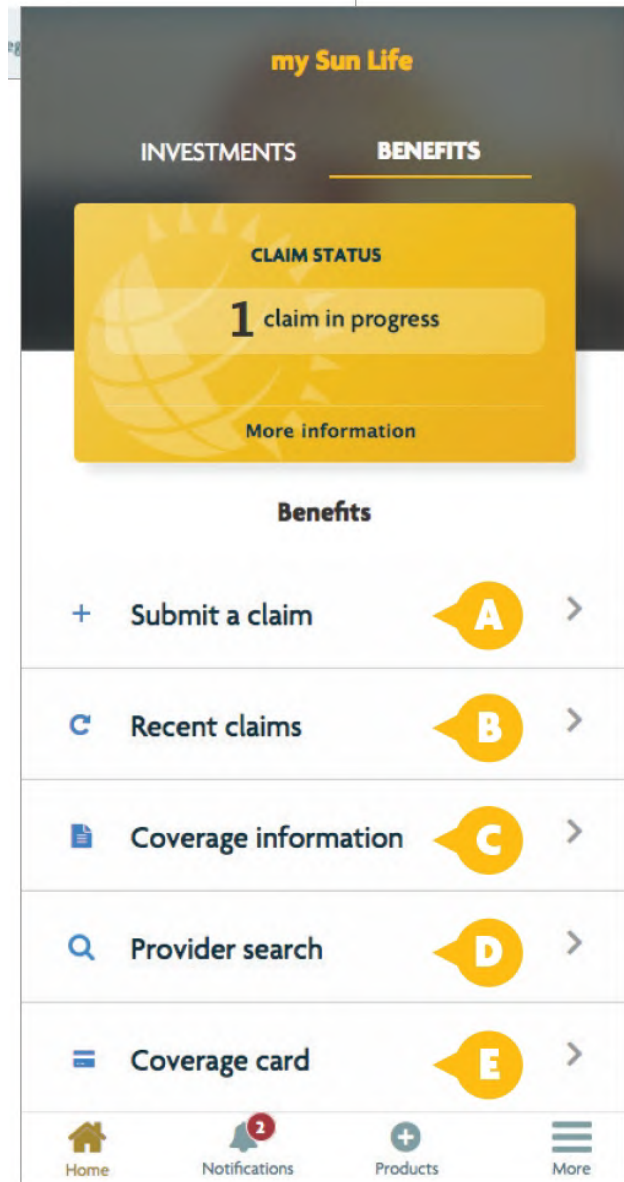 my Sun Life
INVESTMENTS BENEFITS
CLAIM STATUS
1 claim in progress
More information
Benefits
Submit a claim A
Recent claims B
Coverage information C
Provider search D
Coverage card E
2
Home Notifications Products More